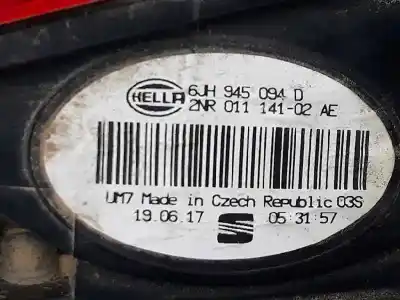 HELLA
6JH 945 094 D
2NR 011 141-02 AE
UM7 Made in Czech Republic 03S
19.06.17 05:31:57